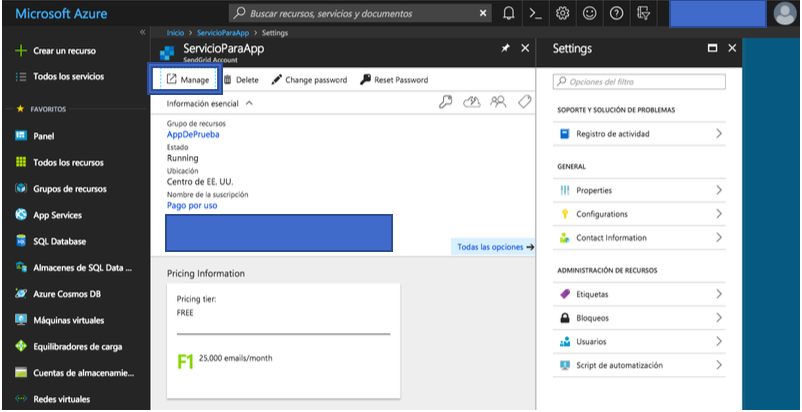 Microsoft Azure
Buscar recursos, servicios y documentos
Crear un recurso
Todos los servicios
FAVORITOS
Panel
Todos los recursos
Grupos de recursos
App Services
SQL Database
Almacenes de SQL Data ...
Azure Cosmos DB
Máquinas virtuales
Equilibradores de carga
Cuentas de almacenamie...
Redes virtuales
Inicio > ServicioParaApp > Settings
ServicioParaApp
SendGrid Account
Manage Delete Change password Reset Password
Información esencial
Grupo de recursos
AppDePrueba
Estado
Running
Ubicación
Centro de EE. UU.
Nombre de la suscripción
Pago por uso
Todas las opciones
Pricing Information
Pricing tier:
FREE
F1 25,000 emails/month
Settings
Opciones del filtro
SOPORTE Y SOLUCIÓN DE PROBLEMAS
Registro de actividad
GENERAL
Properties
Configurations
Contact Information
ADMINISTRACIÓN DE RECURSOS
Etiquetas
Bloqueos
Usuarios
Script de automatización